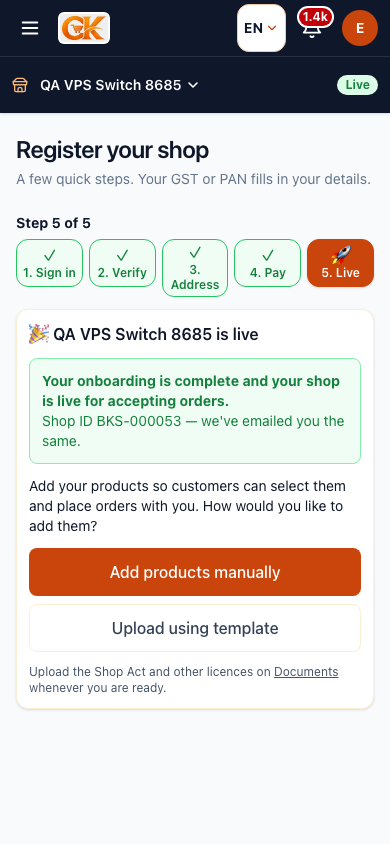 GK
EN
1.4k
E
QA VPS Switch 8685
Live
Register your shop
A few quick steps. Your GST or PAN fills in your details.
Step 5 of 5
1. Sign in
2. Verify
3.
Address
4. Pay
5. Live
QA VPS Switch 8685 is live
Your onboarding is complete and your shop
is live for accepting orders.
Shop ID BKS-000053 — we've emailed you the
same.
Add your products so customers can select them
and place orders with you. How would you like to
add them?
Add products manually
Upload using template
Upload the Shop Act and other licences on Documents
whenever you are ready.